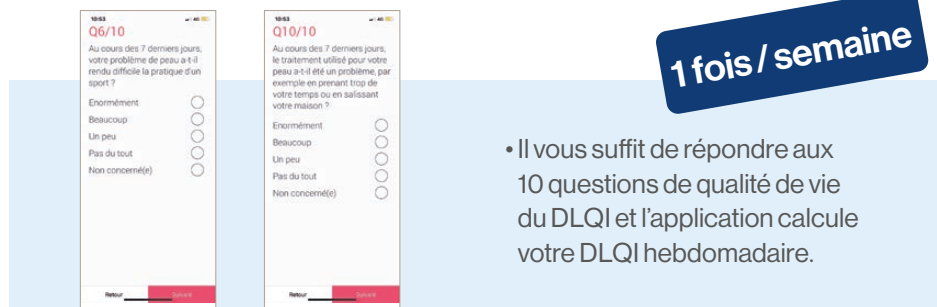 10:53
Q6/10
Au cours des 7 derniers jours,
votre problème de peau a-t-il
rendu difficile la pratique d'un
sport ?
Enormément
Beaucoup
Un peu
Pas du tout
Non concerné(e)
Retour
Suivant
10:53
Q10/10
Au cours des 7 derniers jours,
le traitement utilisé pour votre
peau a-t-il été un problème, par
exemple en prenant trop de
votre temps ou en salissant
votre maison ?
Enormément
Beaucoup
Un peu
Pas du tout
Non concerné(e)
Retour
Suivant
1 fois / semaine
• Il vous suffit de répondre aux
10 questions de qualité de vie
du DLQI et l'application calcule
votre DLQI hebdomadaire.